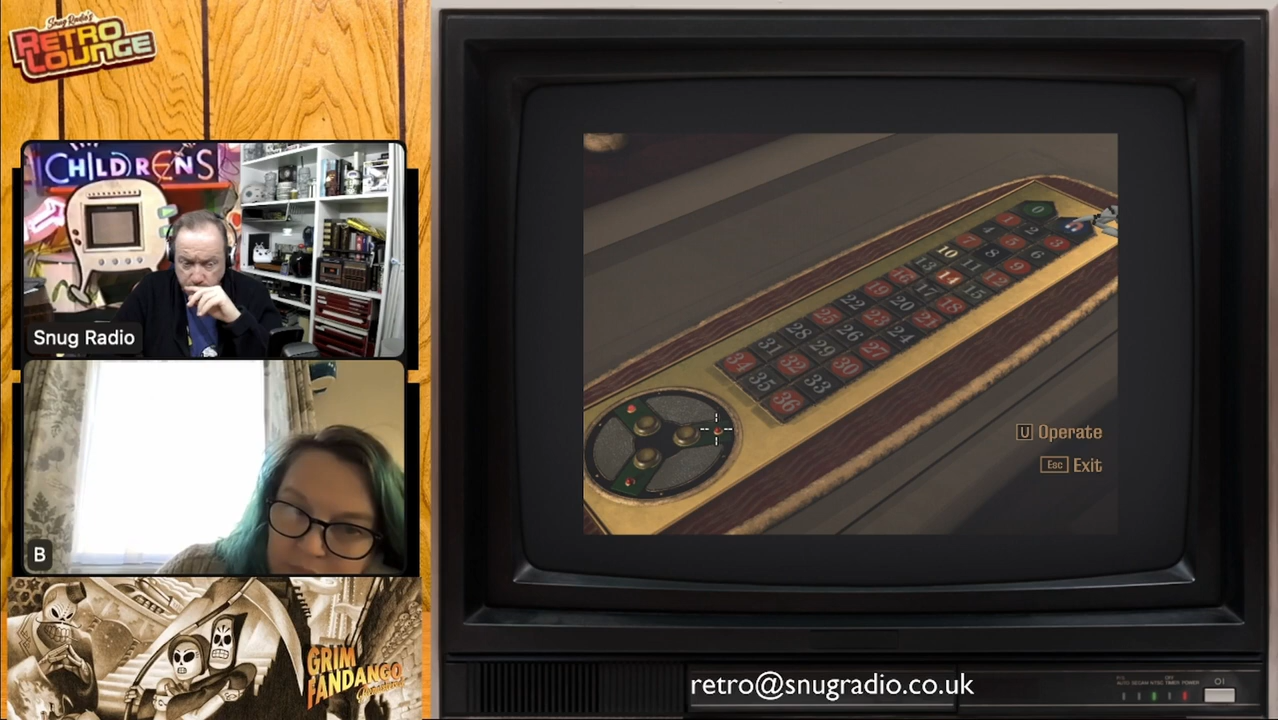 Snug Radio's
RETRO
LOUNGE
CHILDRENS
Snug Radio
B
GRIM
FANDANGO
Remastered
0
1 2 3
4 5 6
7 8 9
10 11 12
13 14 15
16 17 18
19 20 21
22 23 24
25 26 27
28 29 30
31 32 33
34 35 36
U Operate
Esc Exit
retro@snugradio.co.uk
POWER